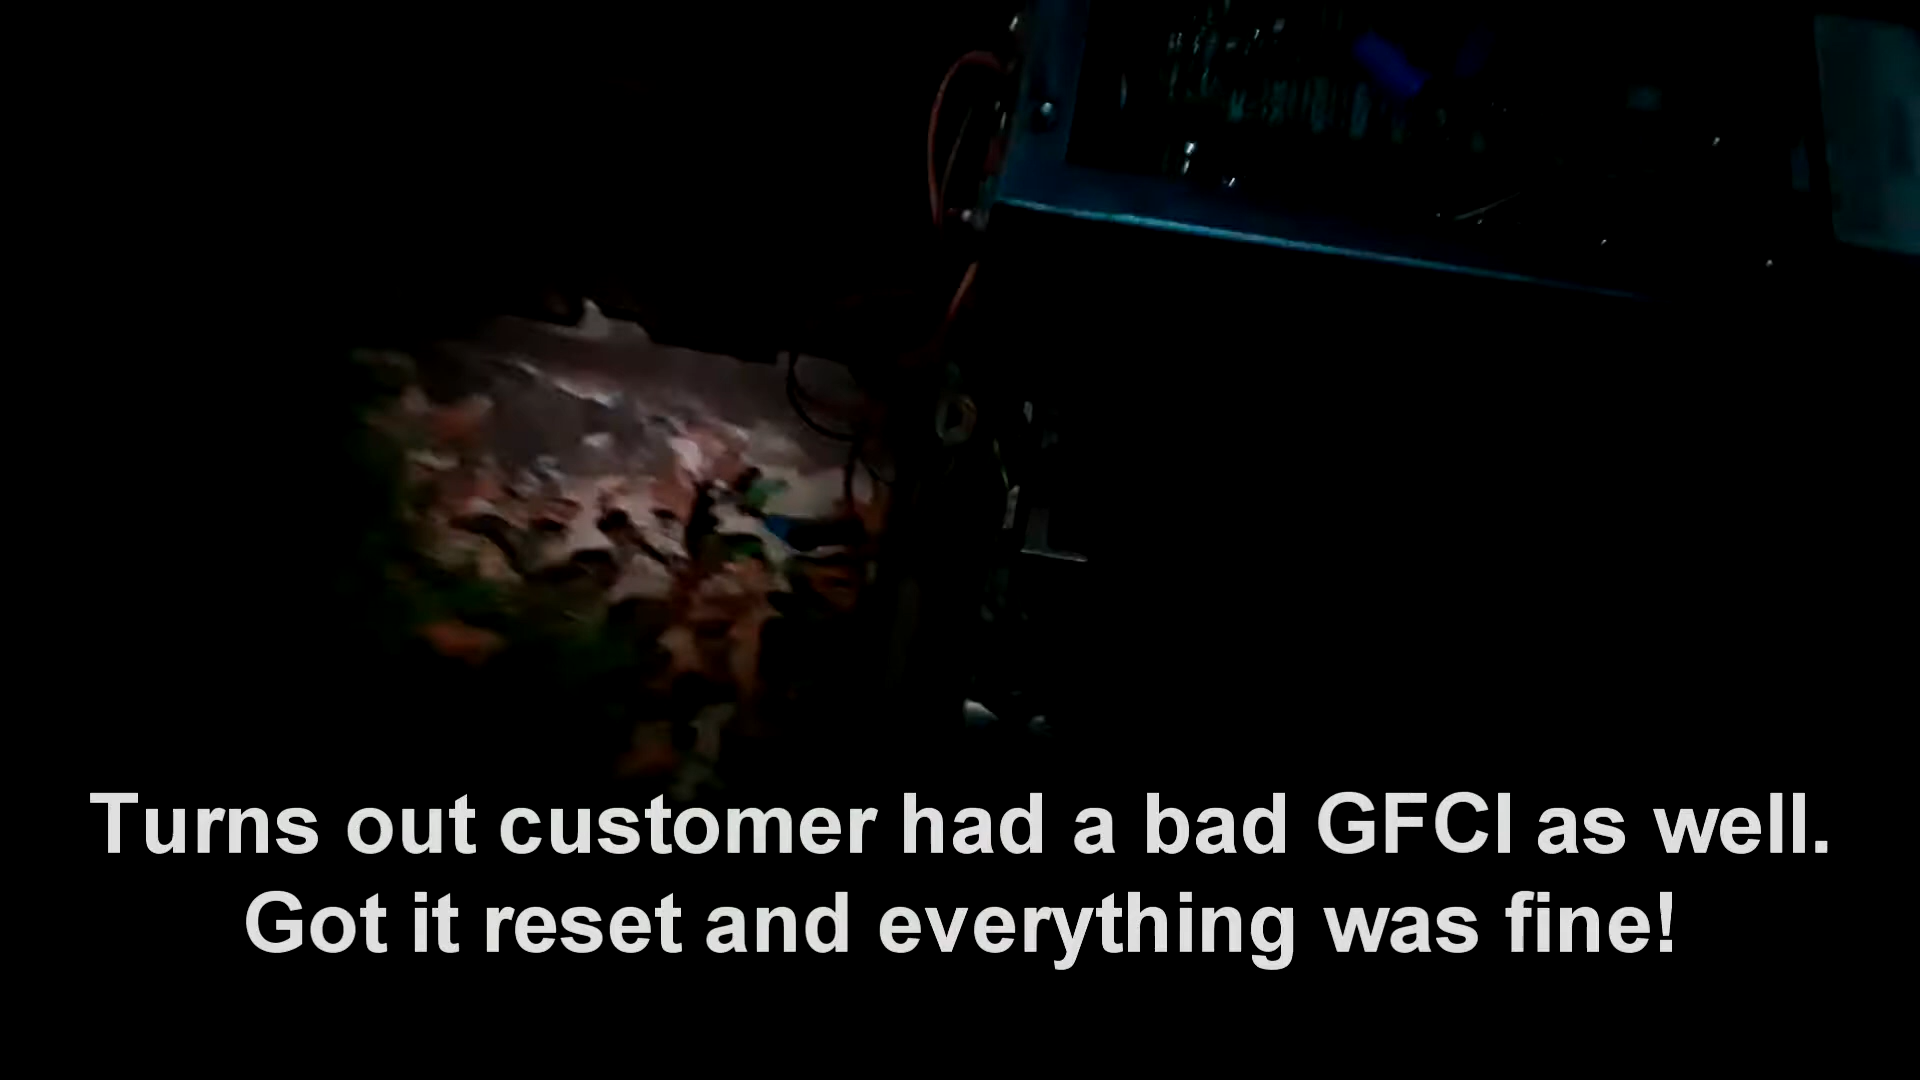 Turns out customer had a bad GFCI as well.
Got it reset and everything was fine!